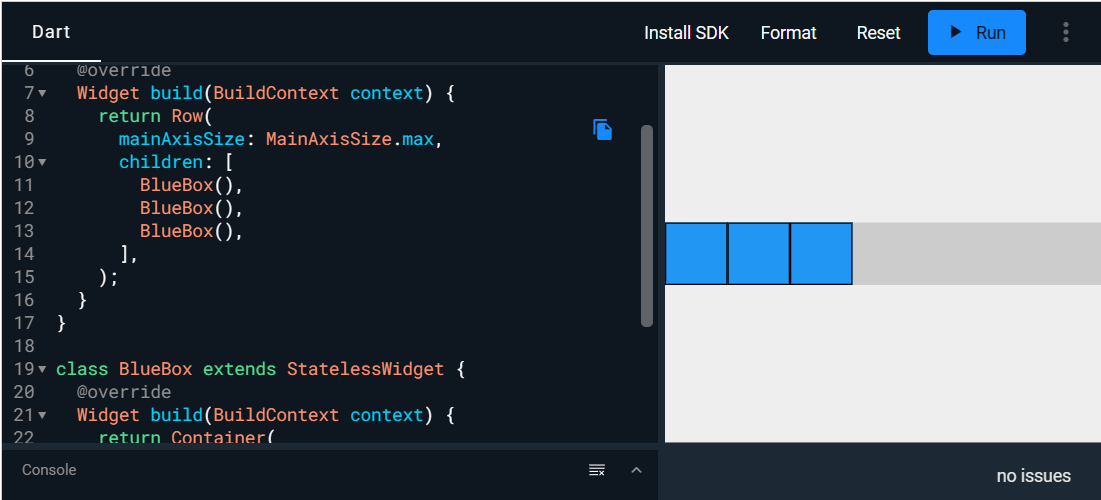 Dart
Install SDK Format Reset Run
6 @override
7 Widget build(BuildContext context) {
8 return Row(
9 mainAxisSize: MainAxisSize.max,
10 children: [
11 BlueBox(),
12 BlueBox(),
13 BlueBox(),
14 ],
15 );
16 }
17 }
18
19 class BlueBox extends StatelessWidget {
20 @override
21 Widget build(BuildContext context) {
22 return Container(
Console
no issues